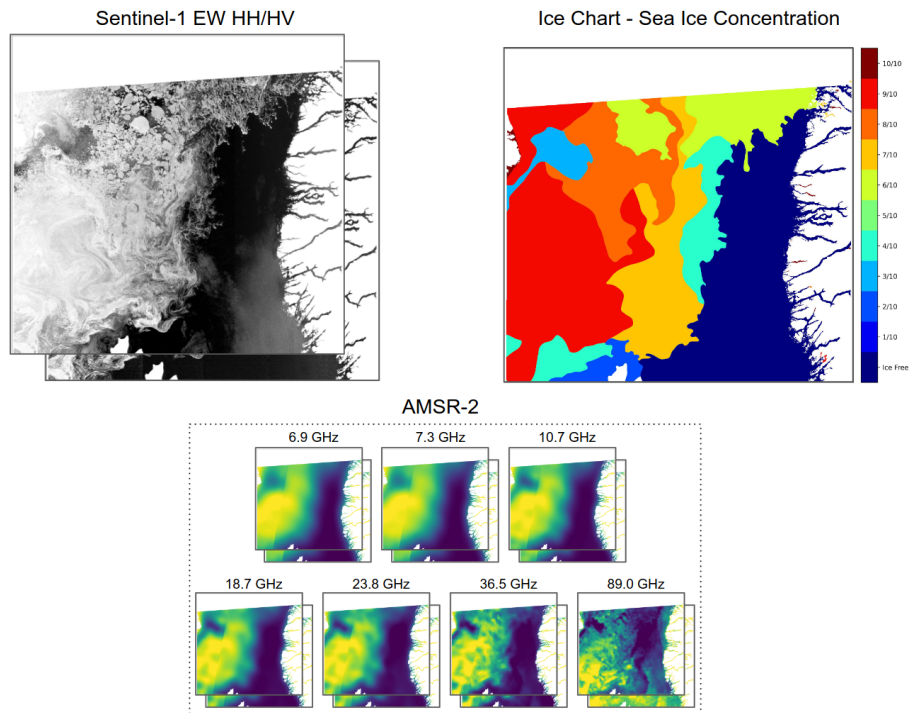 Sentinel-1 EW HH/HV
Ice Chart - Sea Ice Concentration
10/10
9/10
8/10
7/10
6/10
5/10
4/10
3/10
2/10
1/10
Ice Free
AMSR-2
6.9 GHz
7.3 GHz
10.7 GHz
18.7 GHz
23.8 GHz
36.5 GHz
89.0 GHz